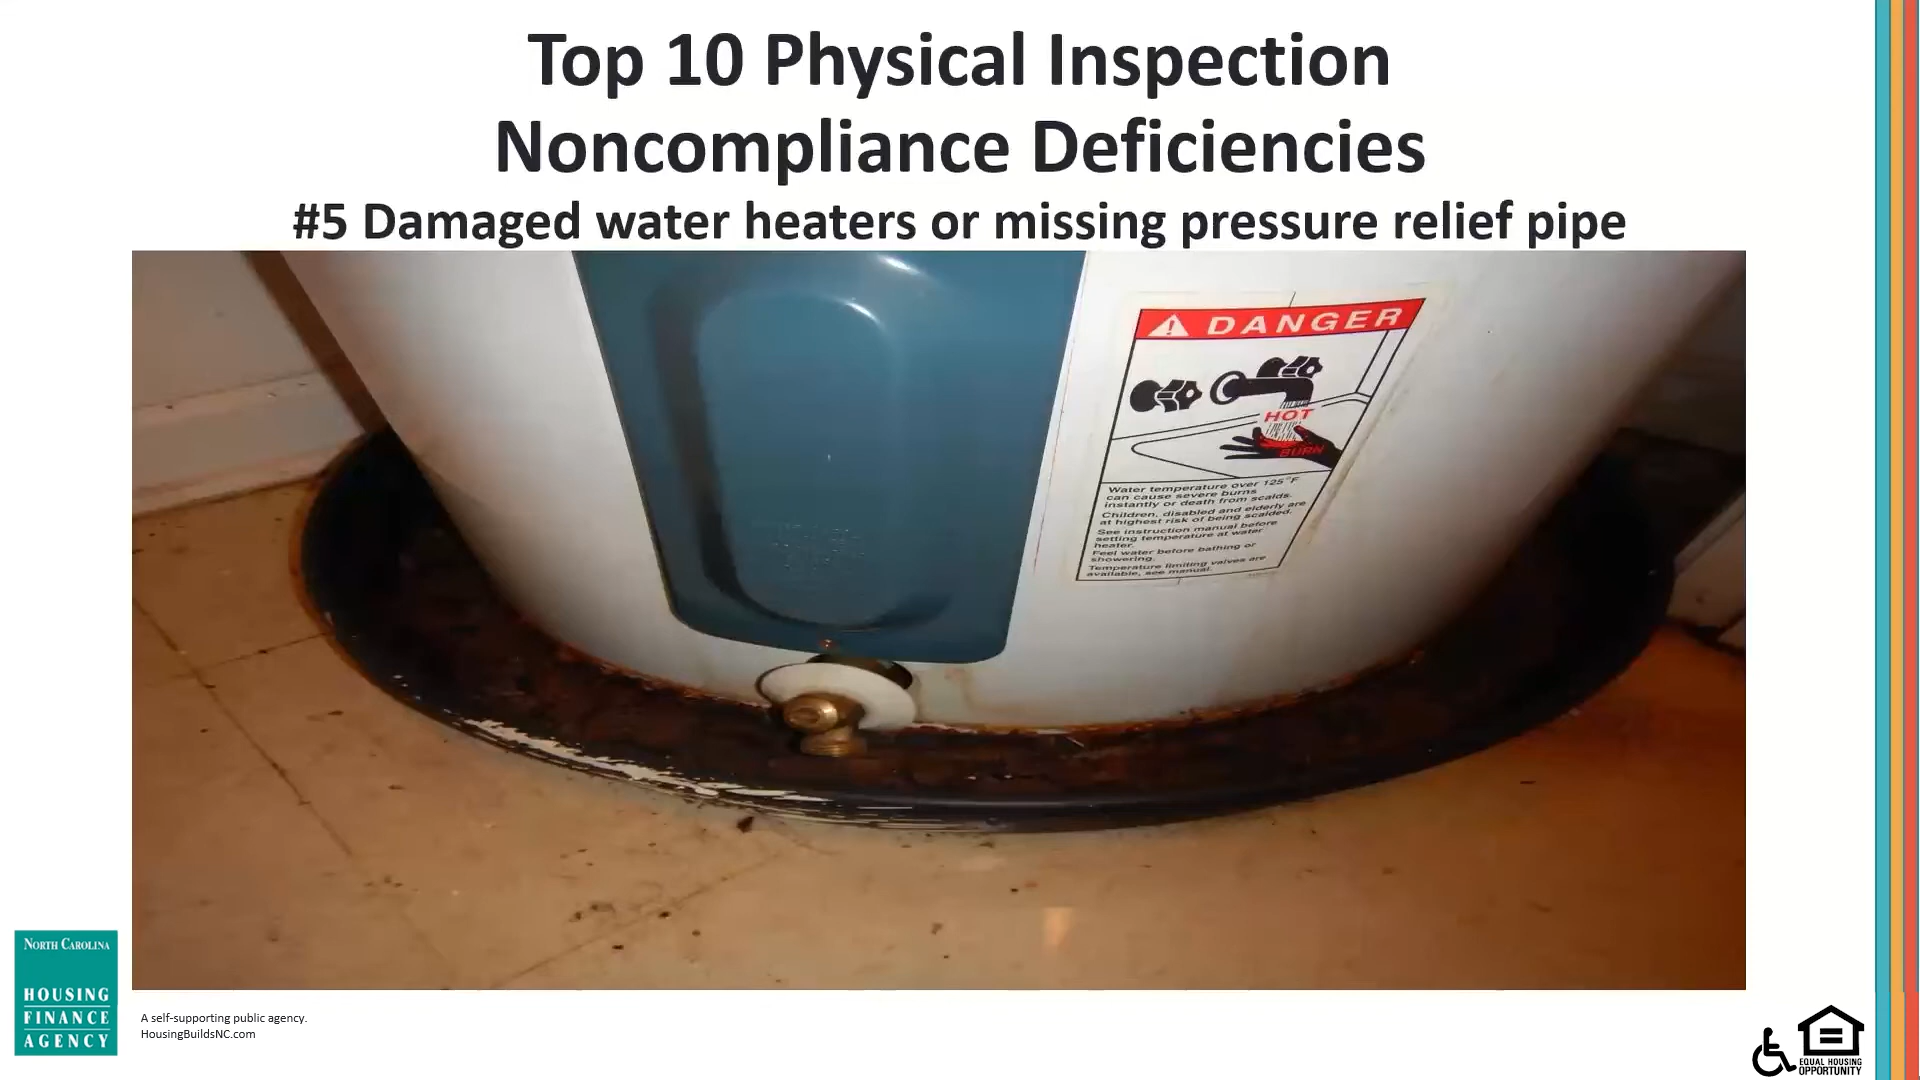 Top 10 Physical Inspection
Noncompliance Deficiencies
#5 Damaged water heaters or missing pressure relief pipe
DANGER
HOT
BURN
Water temperature over 125°F
can cause severe burns
instantly or death from scalds.
Children, disabled and elderly are
at highest risk of being scalded.
See instruction manual before
setting temperature at water
heater.
Feel water before bathing or
showering.
Temperature limiting valves are
available, see manual.
NORTH CAROLINA
HOUSING
FINANCE
AGENCY
A self-supporting public agency.
HousingBuildsNC.com
EQUAL HOUSING
OPPORTUNITY